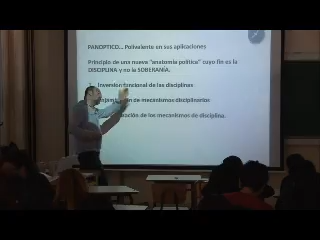 PANOPTICO... Polivalente en sus aplicaciones
Principio de una nueva "anatomía política" cuyo fin es la
DISCIPLINA y no la SOBERANÍA.
Inversión funcional de las disciplinas
de mecanismos disciplinarios
de los mecanismos de disciplina.